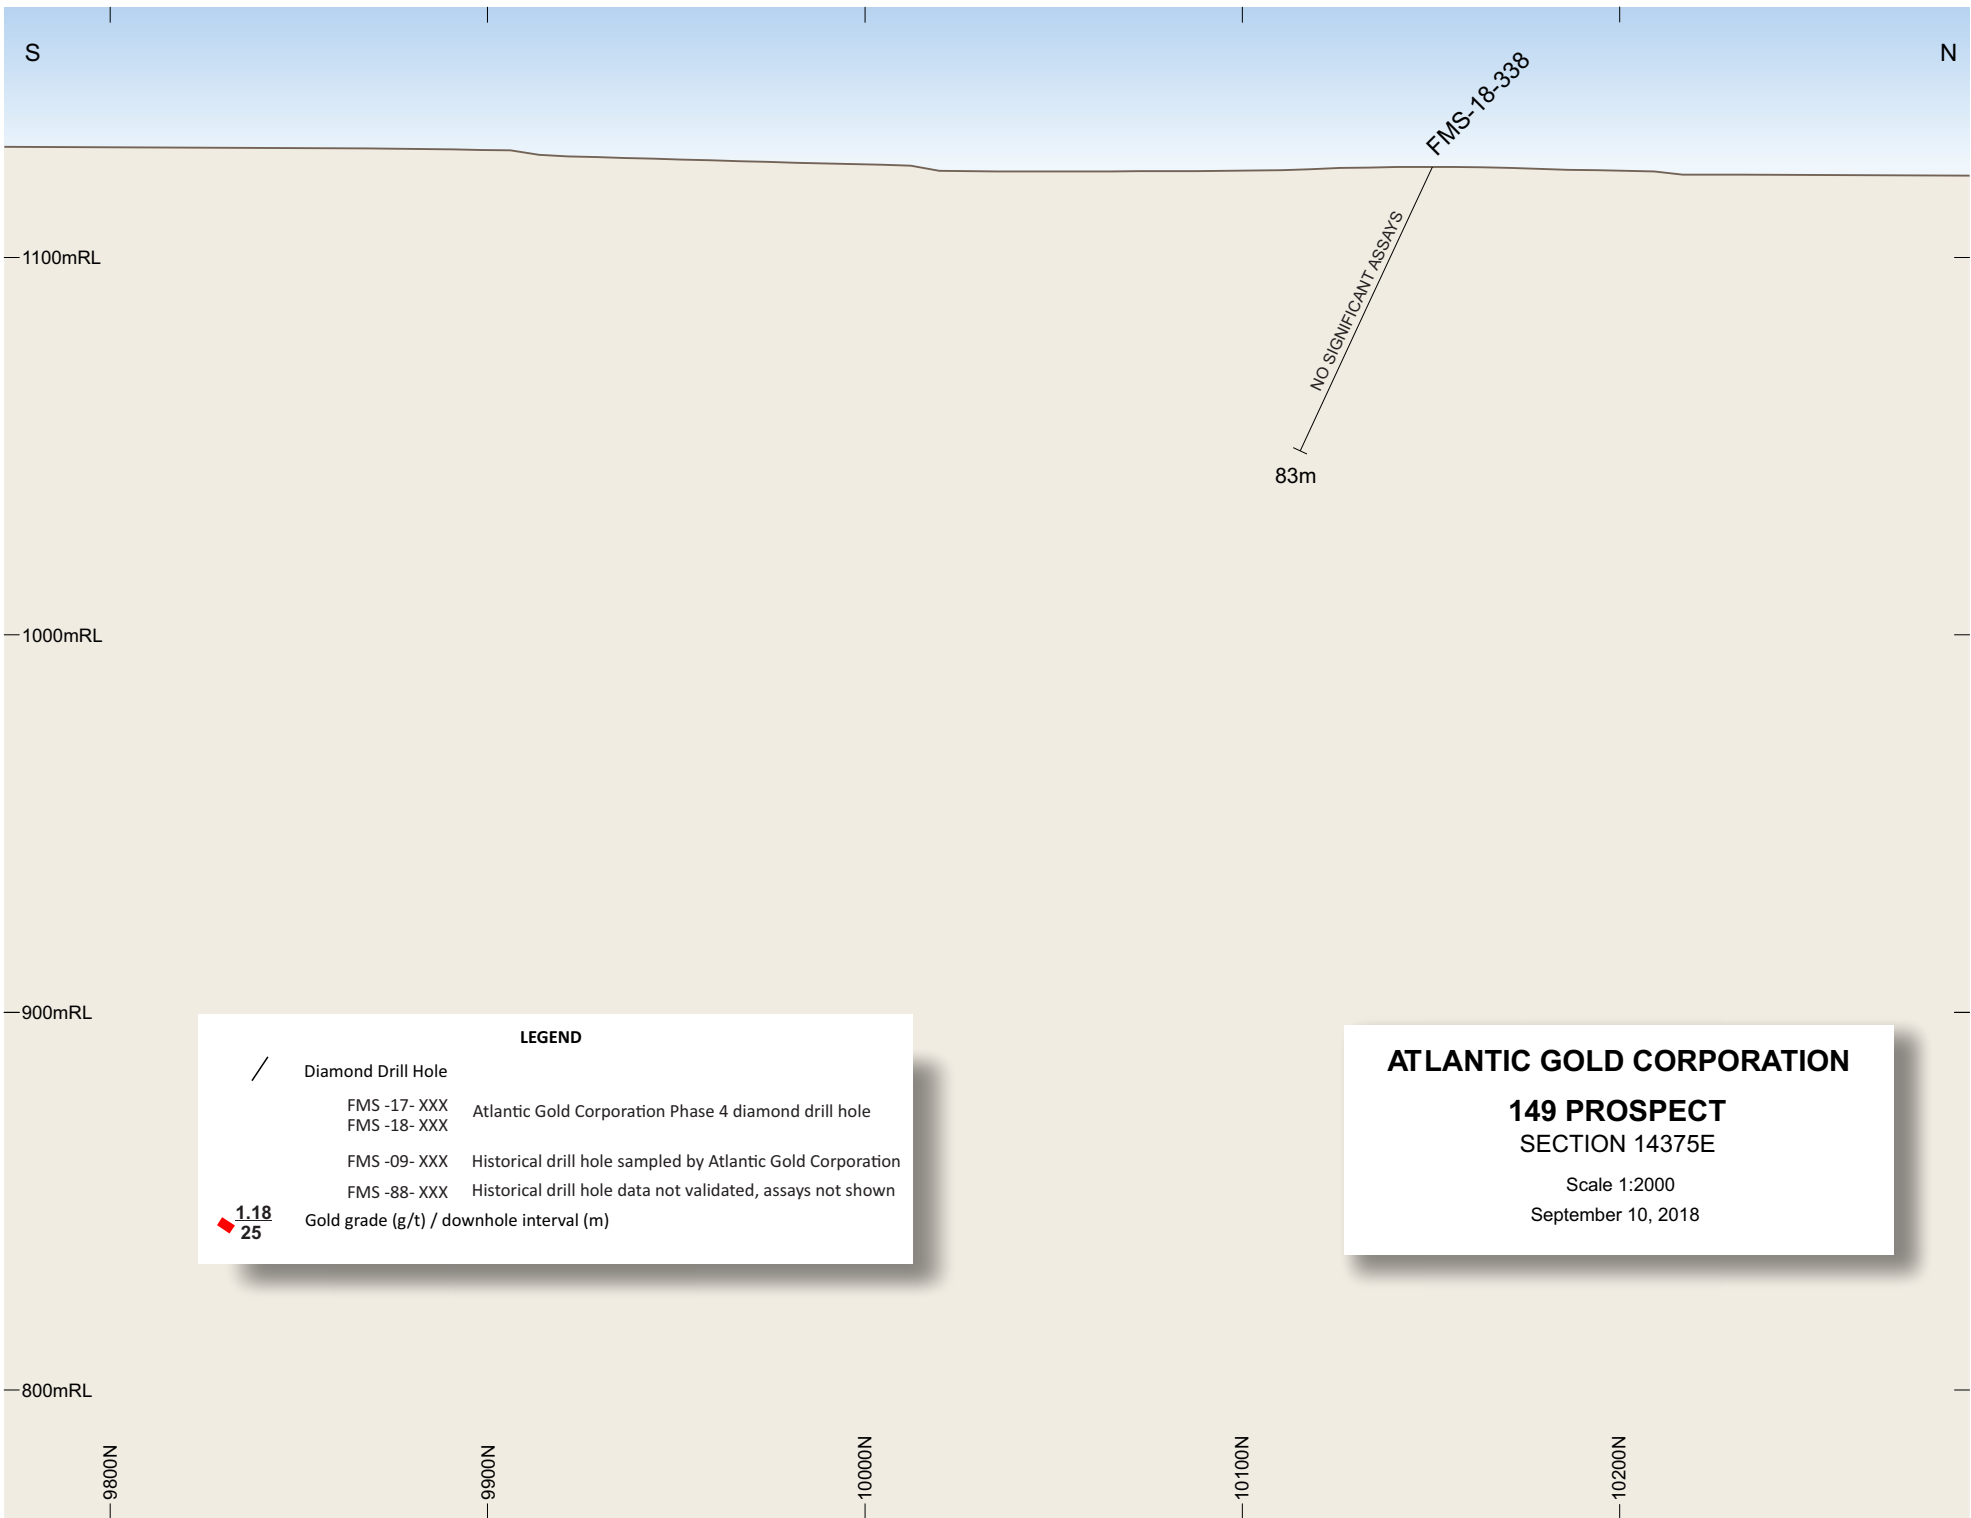 S
N
FMS-18-338
1100mRL
NO SIGNIFICANT ASSAYS
83m
1000mRL
900mRL
LEGEND
Diamond Drill Hole
FMS -17- XXX
FMS -18- XXX
Atlantic Gold Corporation Phase 4 diamond drill hole
FMS -09- XXX Historical drill hole sampled by Atlantic Gold Corporation
FMS -88- XXX Historical drill hole data not validated, assays not shown
1.18
25
Gold grade (g/t) / downhole interval (m)
ATLANTIC GOLD CORPORATION
149 PROSPECT
SECTION 14375E
Scale 1:2000
September 10, 2018
800mRL
9800N
9900N
10000N
10100N
10200N